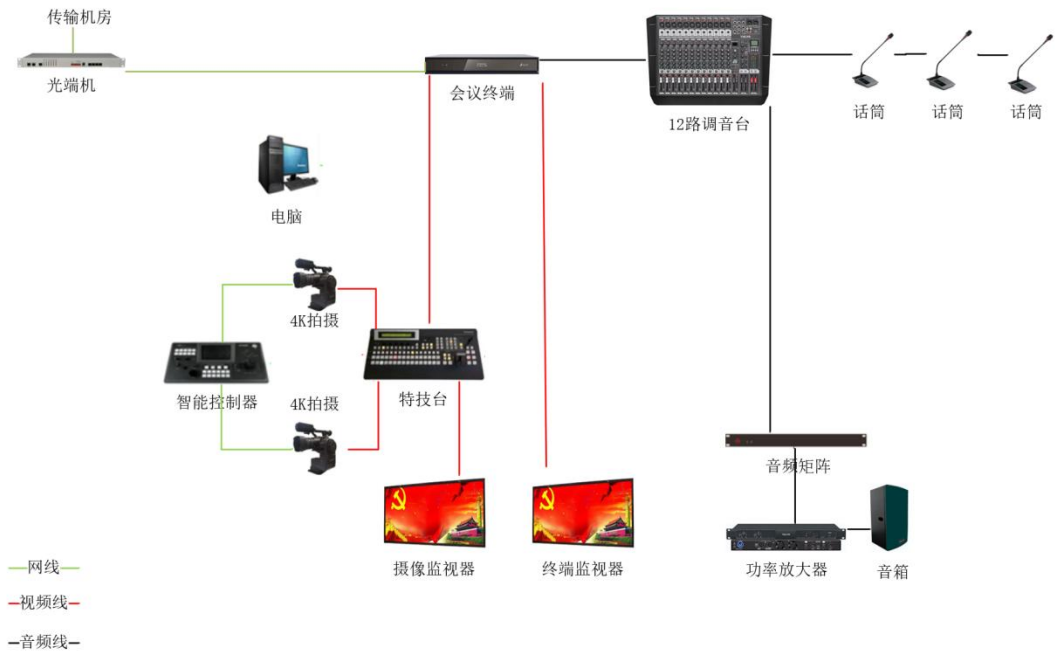 传输机房
光端机
会议终端
12路调音台
话筒
话筒
话筒
电脑
4K拍摄
智能控制器
4K拍摄
特技台
音频矩阵
摄像监视器
终端监视器
功率放大器
音箱
网线
视频线
音频线